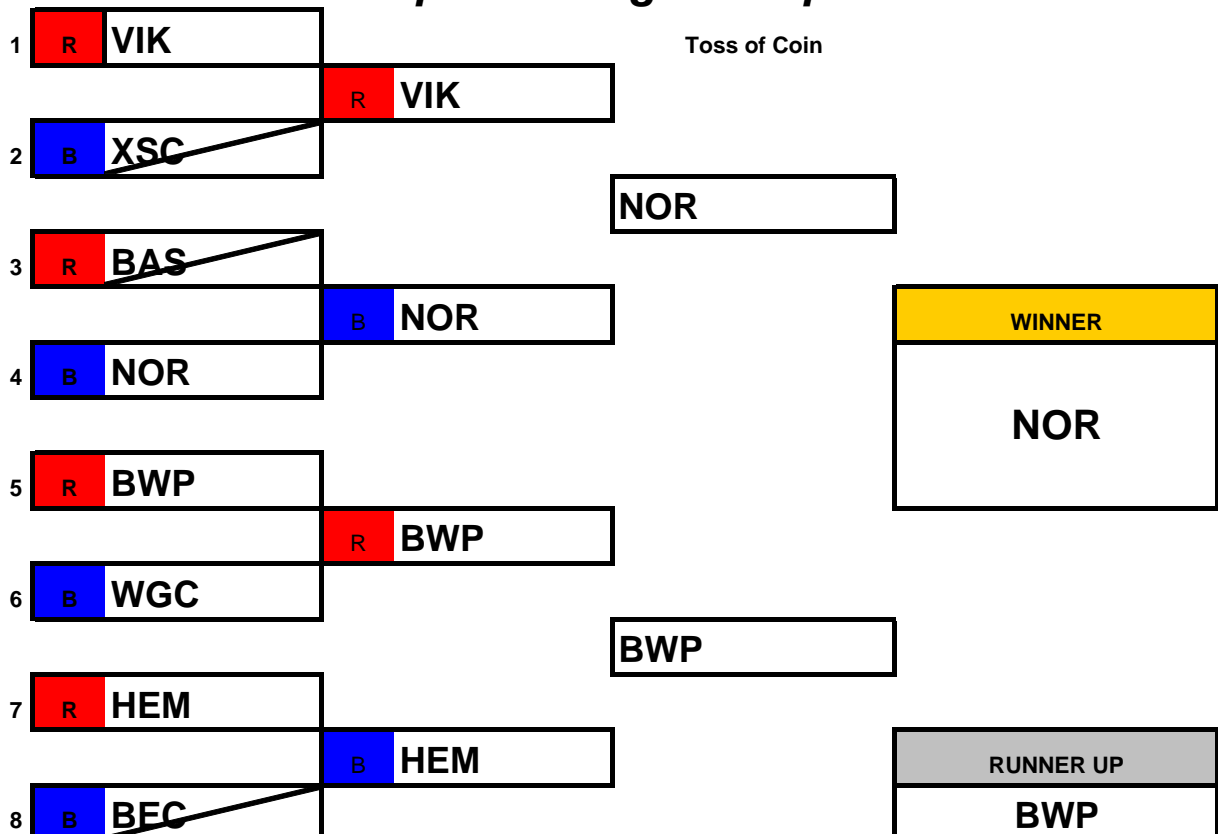 1 R VIK
Toss of Coin
R VIK
2 B XSC
NOR
3 R BAS
B NOR
WINNER
4 B NOR
NOR
5 R BWP
R BWP
6 B WGC
BWP
7 R HEM
B HEM
RUNNER UP
8 B BEC
BWP